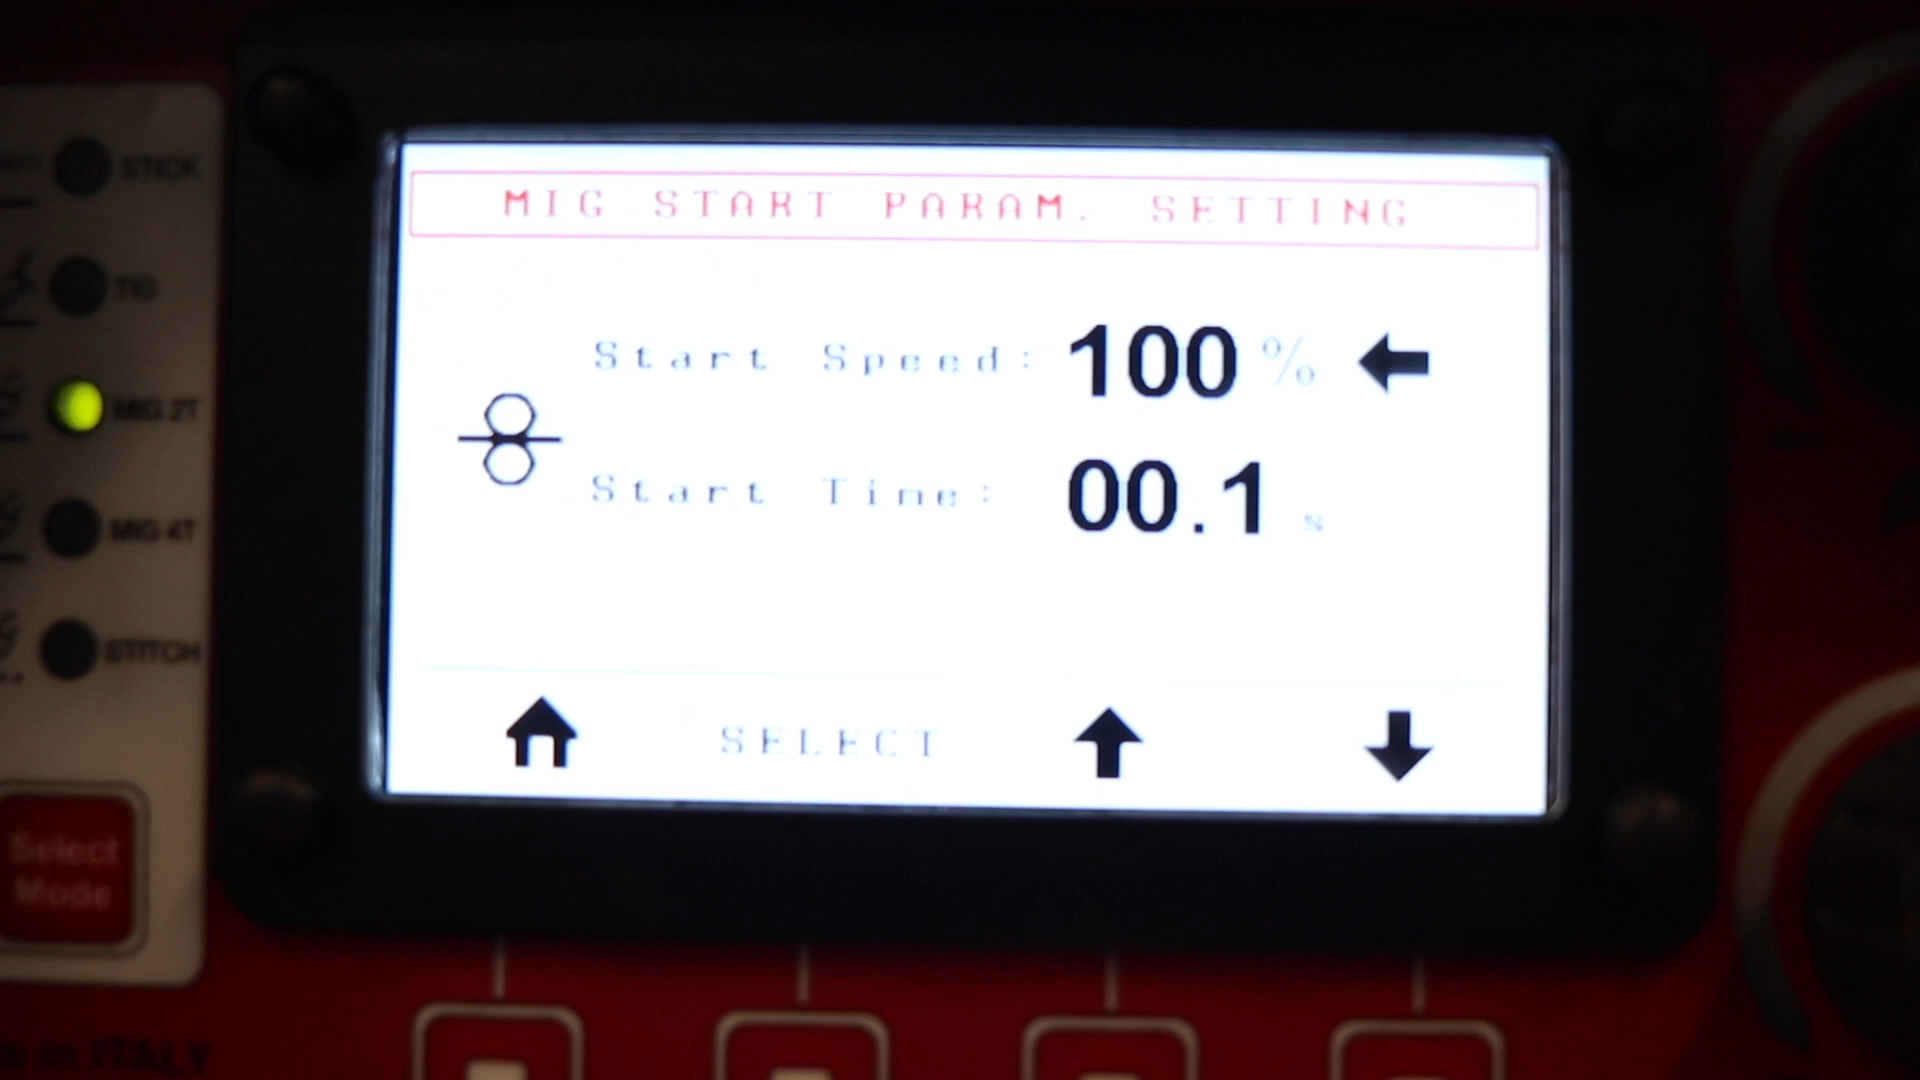 MIG START PARAM. SETTING
Start Speed: 100 %
Start Time: 00.1 s
SELECT
STICK
TIG
MIG 2T
MIG 4T
STITCH
Select
Mode
in ITALY